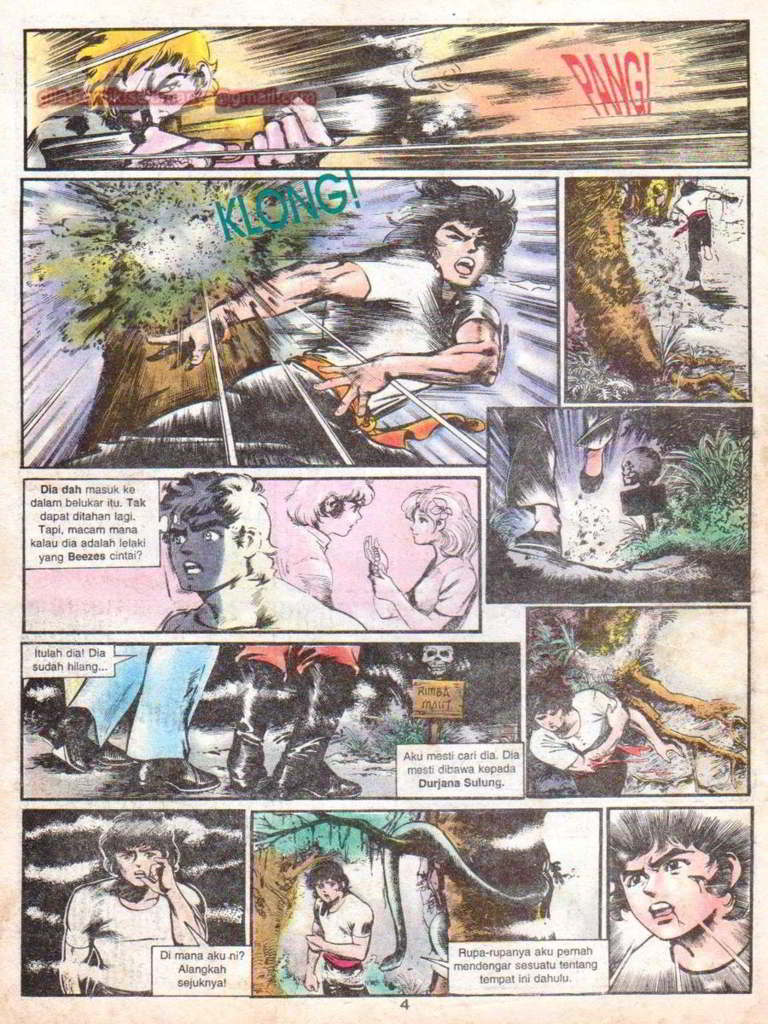 PANG!
KLONG!
Dia dah masuk ke
dalam belukar itu. Tak
dapat ditahan lagi.
Tapi, macam mana
kalau dia adalah lelaki
yang Beezes cintai?
Itulah dia! Dia
sudah hilang...
RIMBA
MAUT
Aku mesti cari dia. Dia
mesti dibawa kepada
Durjana Sulung.
Di mana aku ni?
Alangkah
sejuknya!
Rupa-rupanya aku pernah
mendengar sesuatu tentang
tempat ini dahulu.
4